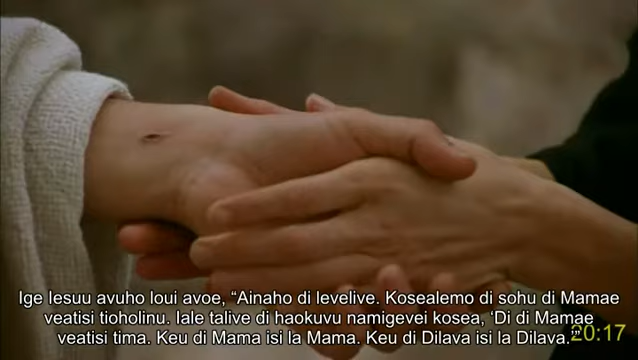 Ige Iesuu avuho loui avoe, “Ainaho di levelive. Kosealemo di sohu di Mamae
veatisi tioholinu. Iale talive di haokuvu namigevei kosea, ‘Di di Mamae
veatisi tima. Keu di Mama isi la Mama. Keu di Dilava isi la Dilava.’”
20:17